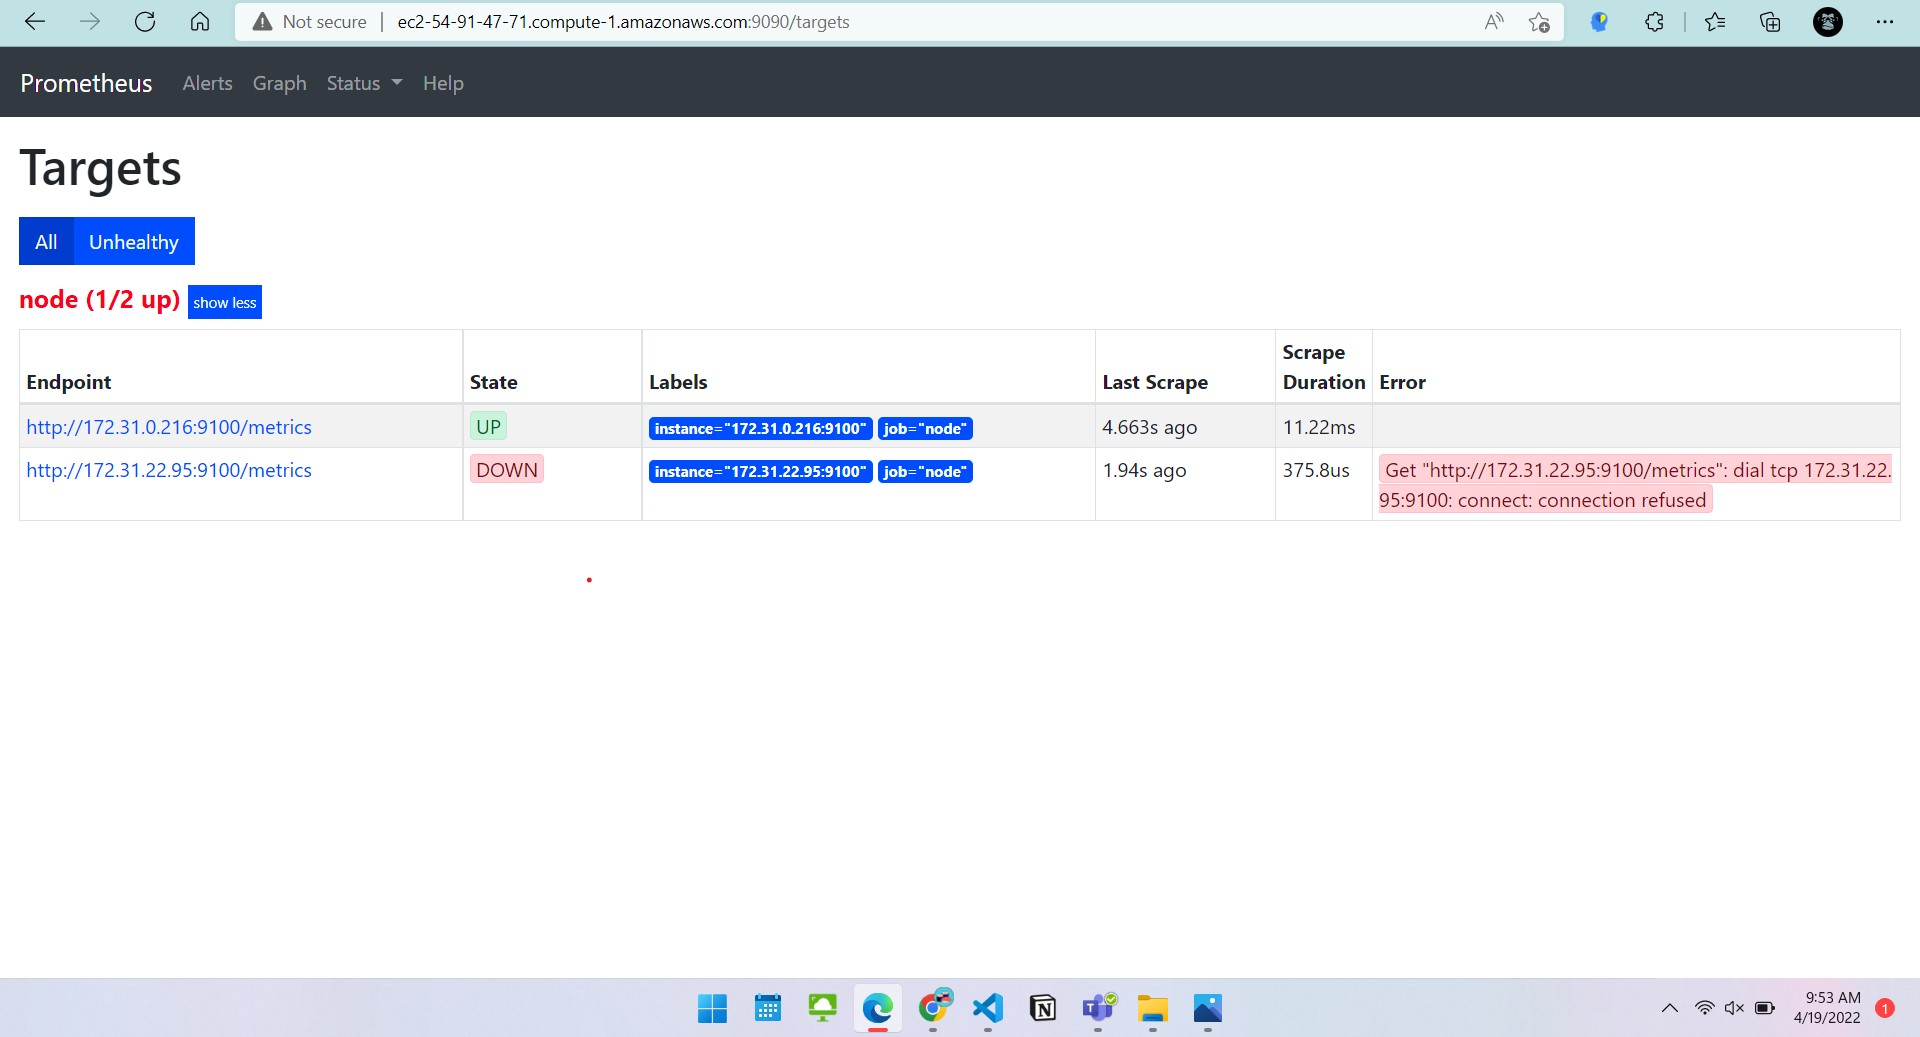 Not secure | ec2-54-91-47-71.compute-1.amazonaws.com:9090/targets
Prometheus Alerts Graph Status Help
Targets
All Unhealthy
node (1/2 up) show less
Endpoint State Labels Last Scrape Scrape Duration Error
http://172.31.0.216:9100/metrics UP instance="172.31.0.216:9100" job="node" 4.663s ago 11.22ms
http://172.31.22.95:9100/metrics DOWN instance="172.31.22.95:9100" job="node" 1.94s ago 375.8us Get "http://172.31.22.95:9100/metrics": dial tcp 172.31.22.
95:9100: connect: connection refused
9:53 AM
4/19/2022
1